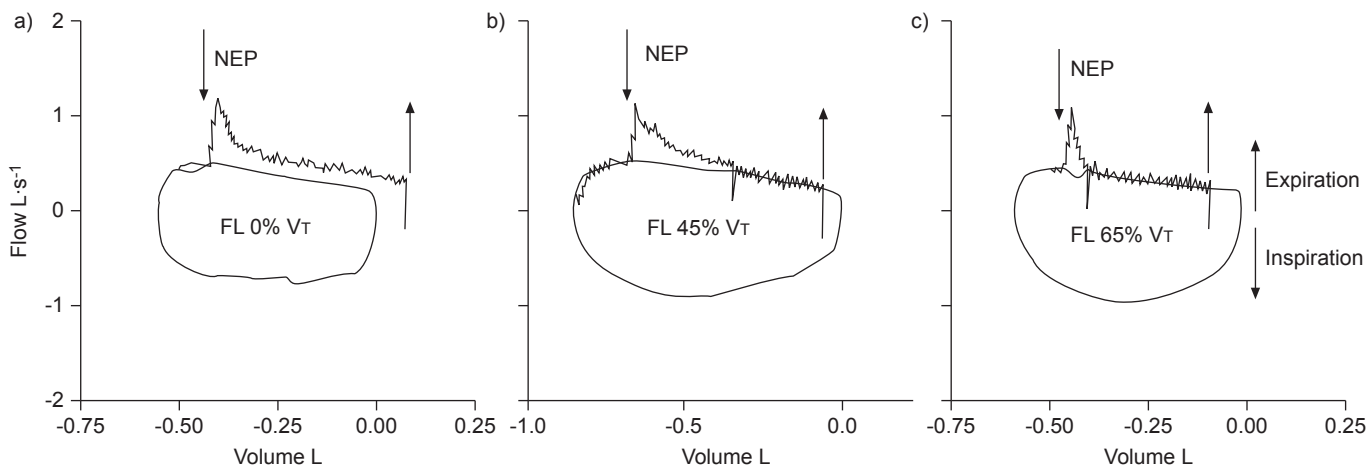 a)
2
1
0
-1
-2
Flow L·s-1
NEP
FL 0% VT
-0.75
-0.50
-0.25
0.00
0.25
Volume L
b)
NEP
FL 45% VT
-1.0
-0.5
0.0
Volume L
c)
NEP
FL 65% VT
Expiration
Inspiration
-0.75
-0.50
-0.25
0.00
0.25
Volume L